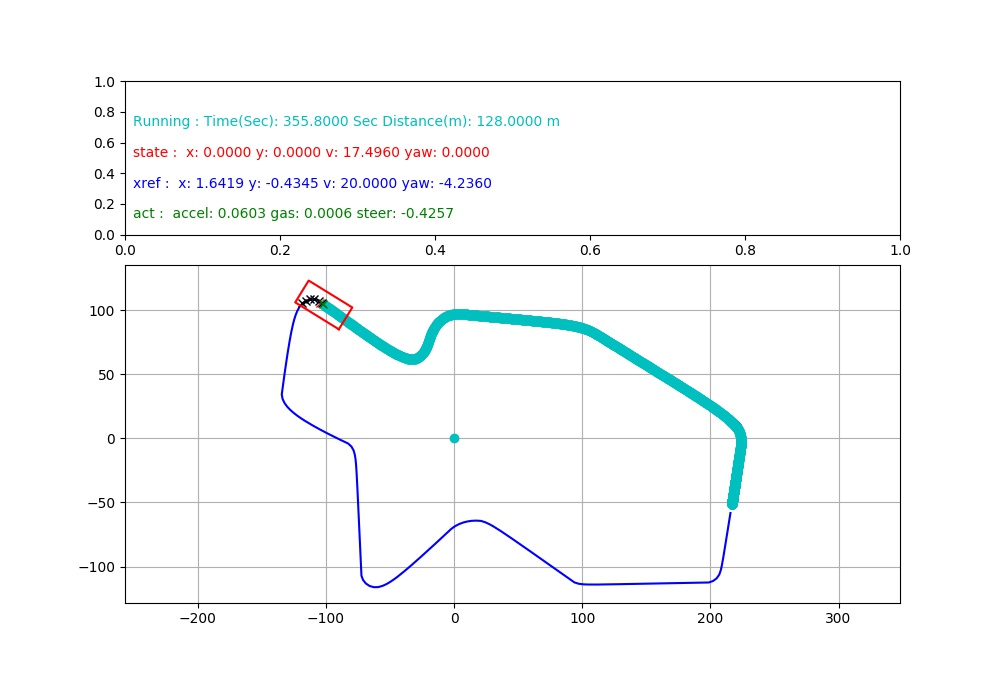 1.0
0.8
Running : Time(Sec): 355.8000 Sec Distance(m): 128.0000 m
0.6
state :  x: 0.0000 y: 0.0000 v: 17.4960 yaw: 0.0000
0.4
xref :  x: 1.6419 y: -0.4345 v: 20.0000 yaw: -4.2360
0.2
act :  accel: 0.0603 gas: 0.0006 steer: -0.4257
0.0
0.0 0.2 0.4 0.6 0.8 1.0
100
50
0
−50
−100
−200 −100 0 100 200 300